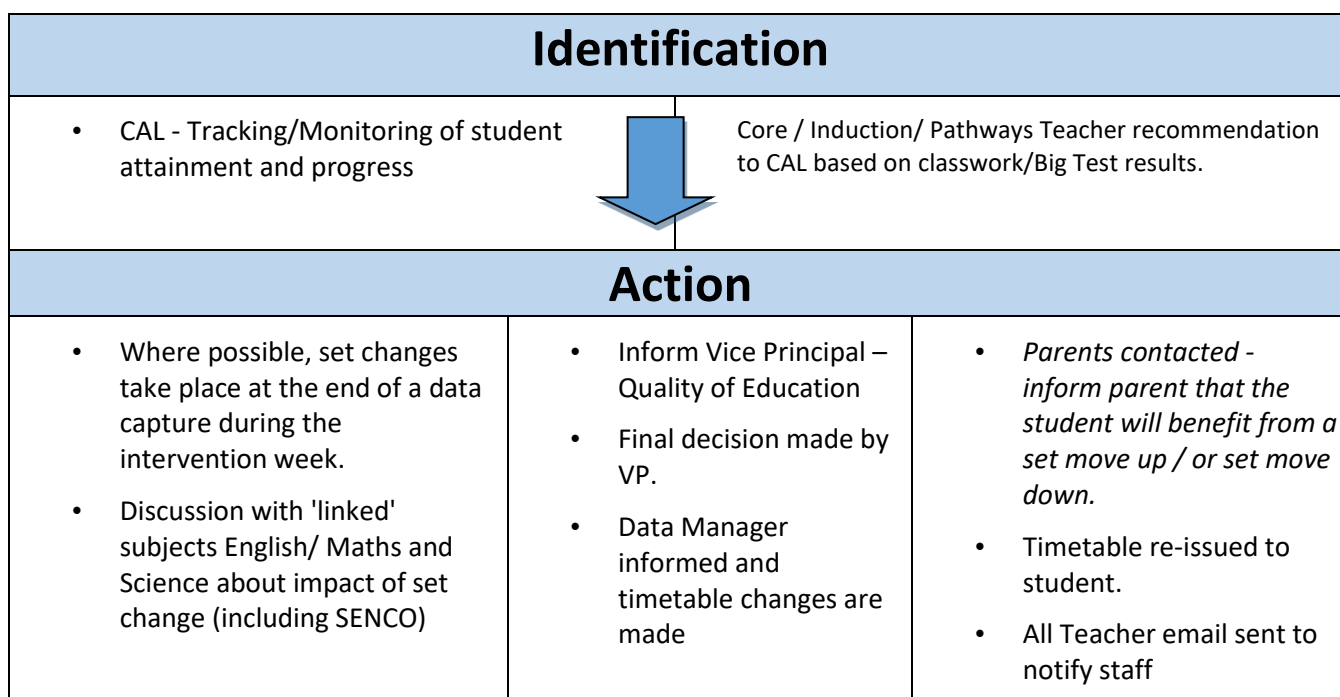 Identification
• CAL - Tracking/Monitoring of student
attainment and progress
Core / Induction/ Pathways Teacher recommendation
to CAL based on classwork/Big Test results.
Action
• Where possible, set changes
take place at the end of a data
capture during the
intervention week.
• Discussion with 'linked'
subjects English/ Maths and
Science about impact of set
change (including SENCO)
• Inform Vice Principal –
Quality of Education
• Final decision made by
VP.
• Data Manager
informed and
timetable changes are
made
• Parents contacted -
inform parent that the
student will benefit from a
set move up / or set move
down.
• Timetable re-issued to
student.
• All Teacher email sent to
notify staff